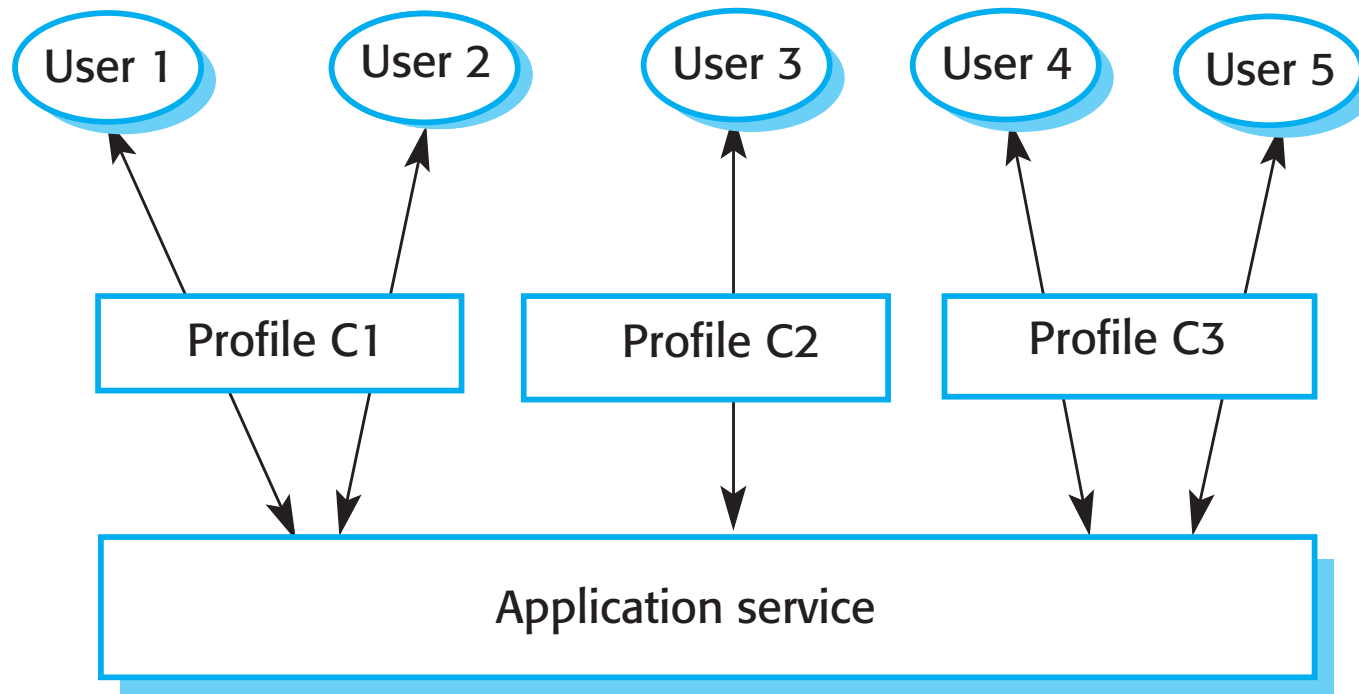 User 1
User 2
User 3
User 4
User 5
Profile C1
Profile C2
Profile C3
Application service